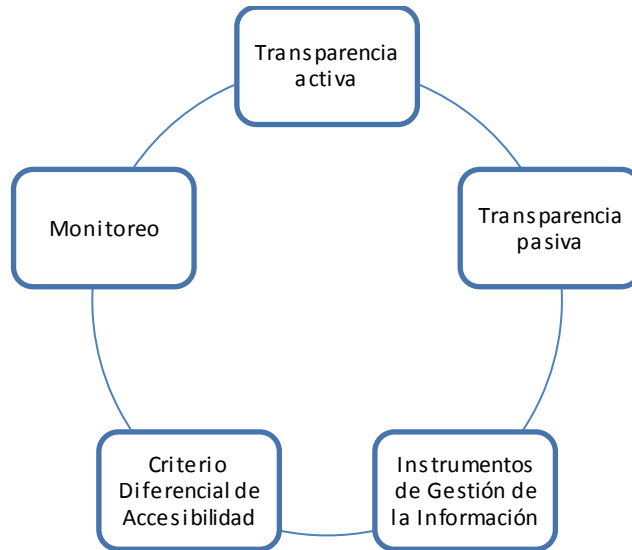 Transparencia
activa
Transparencia
pasiva
Instrumentos
de Gestión de
la Información
Criterio
Diferencial de
Accesibilidad
Monitoreo